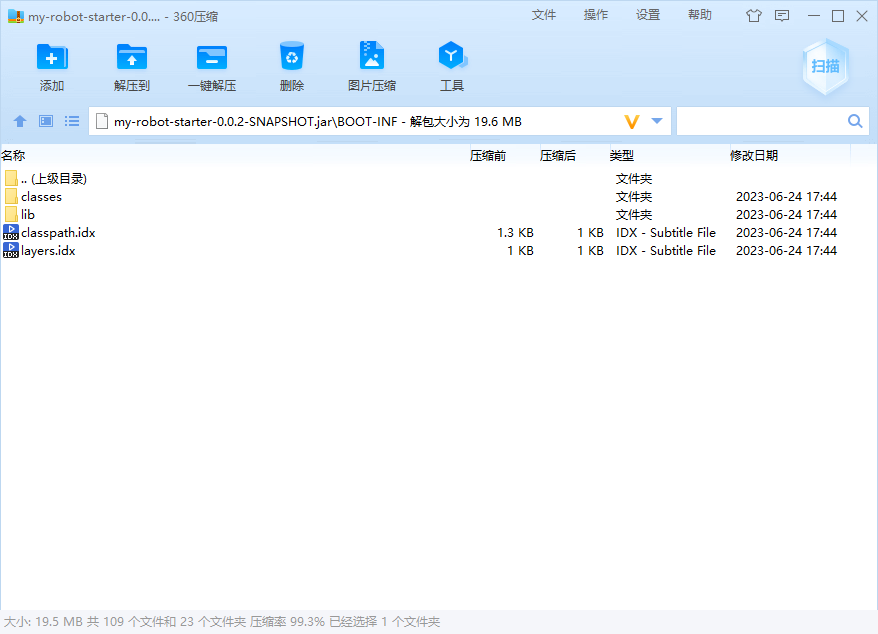 my-robot-starter-0.0.... - 360压缩 文件 操作 设置 帮助
添加 解压到 一键解压 删除 图片压缩 工具 扫描
my-robot-starter-0.0.2-SNAPSHOT.jar\BOOT-INF - 解包大小为 19.6 MB
名称 压缩前 压缩后 类型 修改日期
.. (上级目录) 文件夹
classes 文件夹 2023-06-24 17:44
lib 文件夹 2023-06-24 17:44
IDX classpath.idx 1.3 KB 1 KB IDX - Subtitle File 2023-06-24 17:44
IDX layers.idx 1 KB 1 KB IDX - Subtitle File 2023-06-24 17:44
大小: 19.5 MB 共 109 个文件和 23 个文件夹 压缩率 99.3% 已经选择 1 个文件夹